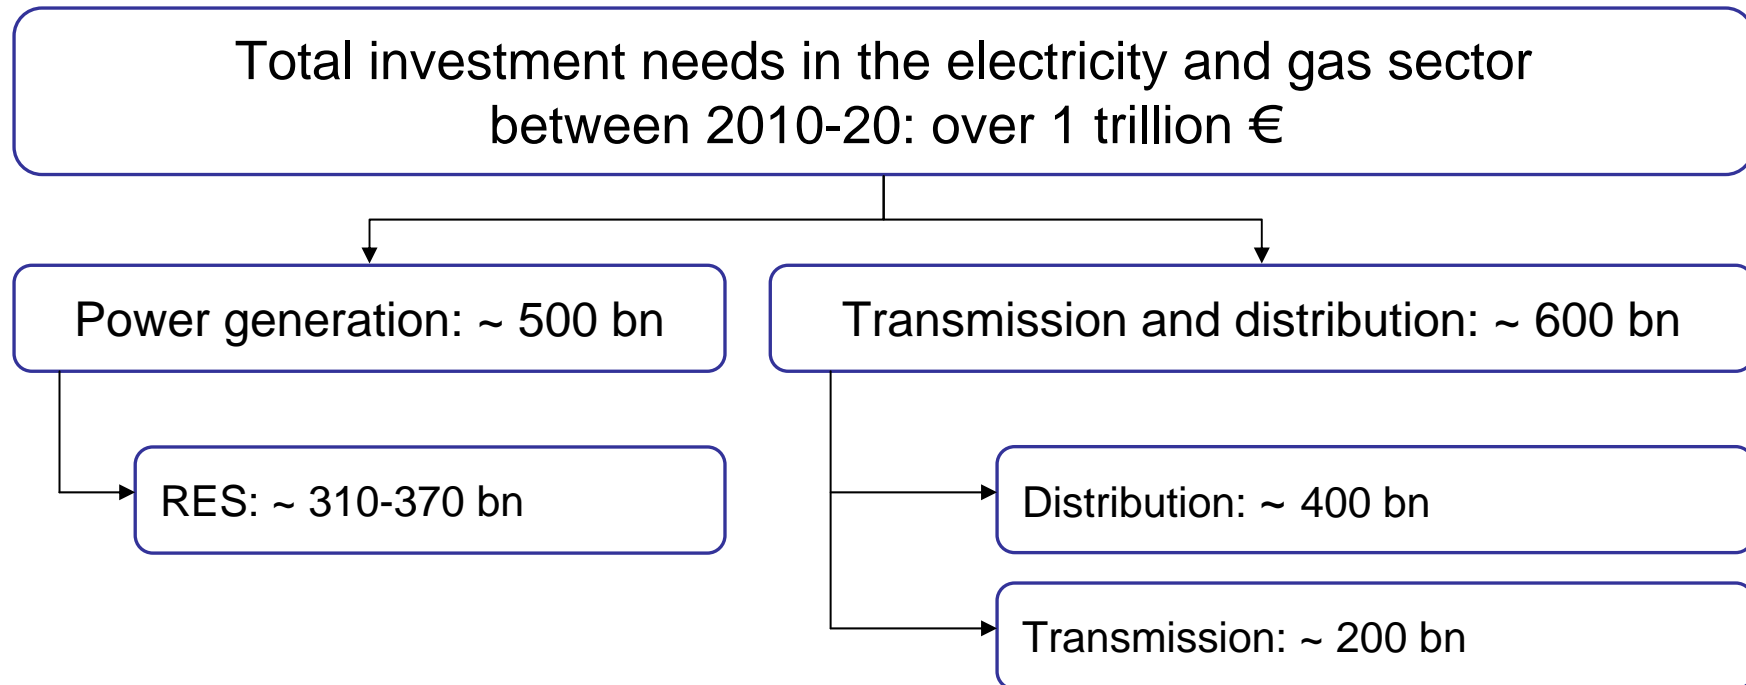 Total investment needs in the electricity and gas sector
between 2010-20: over 1 trillion €
Power generation: ~ 500 bn
Transmission and distribution: ~ 600 bn
RES: ~ 310-370 bn
Distribution: ~ 400 bn
Transmission: ~ 200 bn